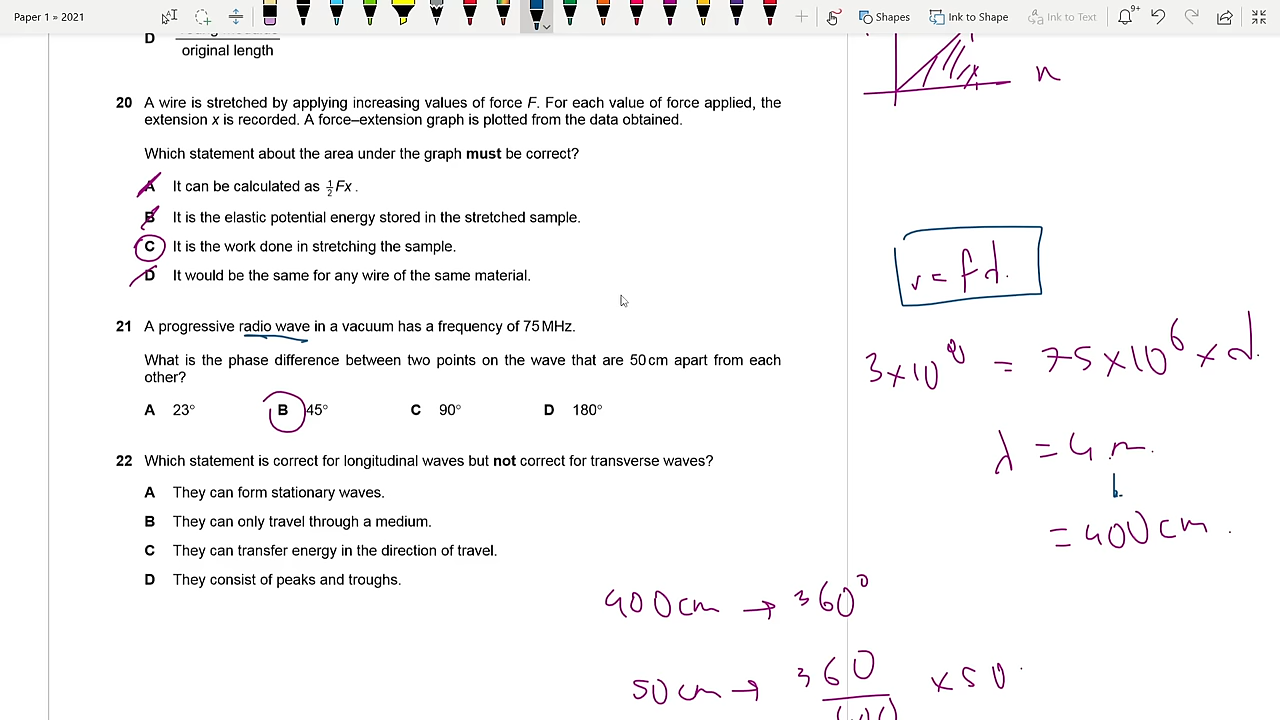 Paper 1 » 2021
Shapes
Ink to Shape
Ink to Text
9+
D
original length
20 A wire is stretched by applying increasing values of force F. For each value of force applied, the
extension x is recorded. A force–extension graph is plotted from the data obtained.
Which statement about the area under the graph must be correct?
A It can be calculated as ½Fx.
B It is the elastic potential energy stored in the stretched sample.
C It is the work done in stretching the sample.
D It would be the same for any wire of the same material.
21 A progressive radio wave in a vacuum has a frequency of 75 MHz.
What is the phase difference between two points on the wave that are 50 cm apart from each
other?
A 23° B 45° C 90° D 180°
22 Which statement is correct for longitudinal waves but not correct for transverse waves?
A They can form stationary waves.
B They can only travel through a medium.
C They can transfer energy in the direction of travel.
D They consist of peaks and troughs.
v = fλ.
3×10⁸ = 75×10⁶ × λ.
λ = 4 m.
= 400 cm.
400 cm → 360°
50 cm → 360 × 50